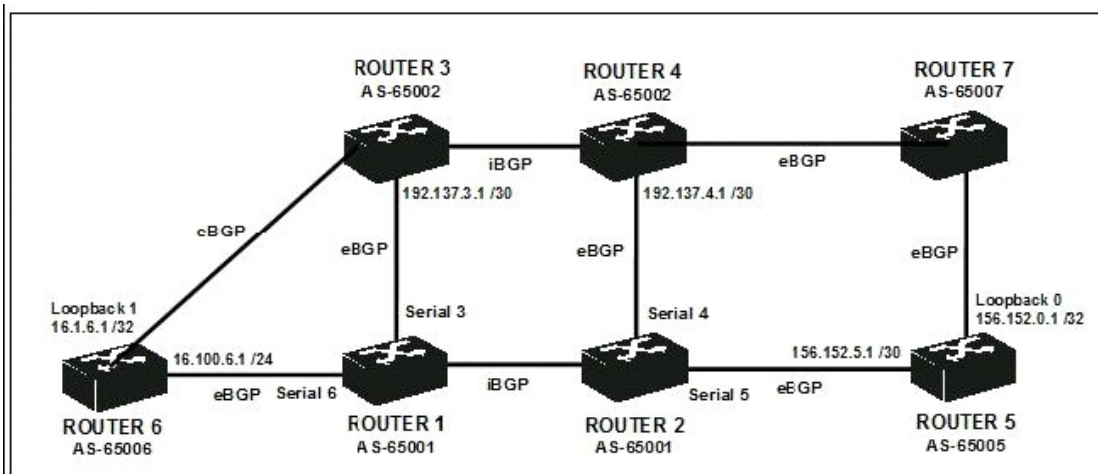 ROUTER 3
AS-65002
ROUTER 4
AS-65002
ROUTER 7
AS-65007
iBGP
eBGP
192.137.3.1 /30
192.137.4.1 /30
cBGP
eBGP
eBGP
eBGP
Loopback 1
16.1.6.1 /32
Serial 3
Serial 4
Loopback 0
156.152.0.1 /32
16.100.6.1 /24
156.152.5.1 /30
eBGP
Serial 6
iBGP
Serial 5
eBGP
ROUTER 6
AS-65006
ROUTER 1
AS-65001
ROUTER 2
AS-65001
ROUTER 5
AS-65005